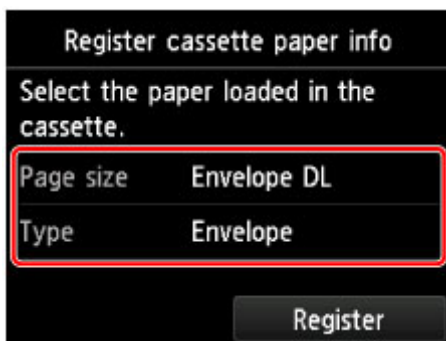 Register cassette paper info
Select the paper loaded in the
cassette.
Page size Envelope DL
Type Envelope
Register